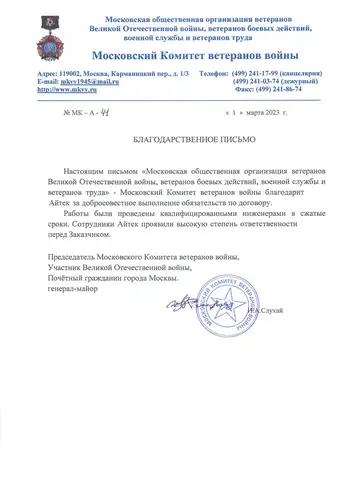 Московская общественная организация ветеранов
Великой Отечественной войны, ветеранов боевых действий,
военной службы и ветеранов труда
Московский Комитет ветеранов войны
Адрес: 119002, Москва, Карманицкий пер., д. 1/3 Телефон: (499) 241-17-99 (канцелярия)
E-mail: mkvv1945@mail.ru (499) 241-03-74 (дежурный)
http://www.mkvv.ru Факс: (499) 241-86-74
№ МК – А - 41 « 1 » марта 2023 г.
БЛАГОДАРСТВЕННОЕ ПИСЬМО
Настоящим письмом «Московская общественная организация ветеранов
Великой Отечественной войны, ветеранов боевых действий, военной службы и
ветеранов труда» - Московский Комитет ветеранов войны благодарит
Айтек за добросовестное выполнение обязательств по договору.
Работы были проведены квалифицированными инженерами в сжатые
сроки. Сотрудники Айтек проявили высокую степень ответственности
перед Заказчиком.
Председатель Московского Комитета ветеранов войны,
Участник Великой Отечественной войны,
Почётный гражданин города Москвы.
генерал-майор
МОСКОВСКИЙ КОМИТЕТ ВЕТЕРАНОВ ВОЙНЫ
И.А.Слухай